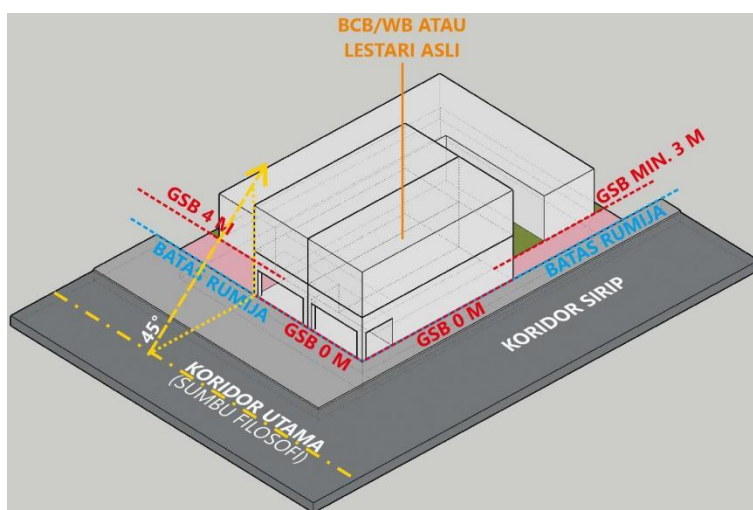 BCB/WB ATAU
LESTARI ASLI
GSB 4 M
BATAS RUMIJA
GSB MIN. 3 M
BATAS RUMIJA
45°
GSB 0 M
GSB 0 M
KORIDOR SIRIP
KORIDOR UTAMA
(SUMBU FILOSOFI)